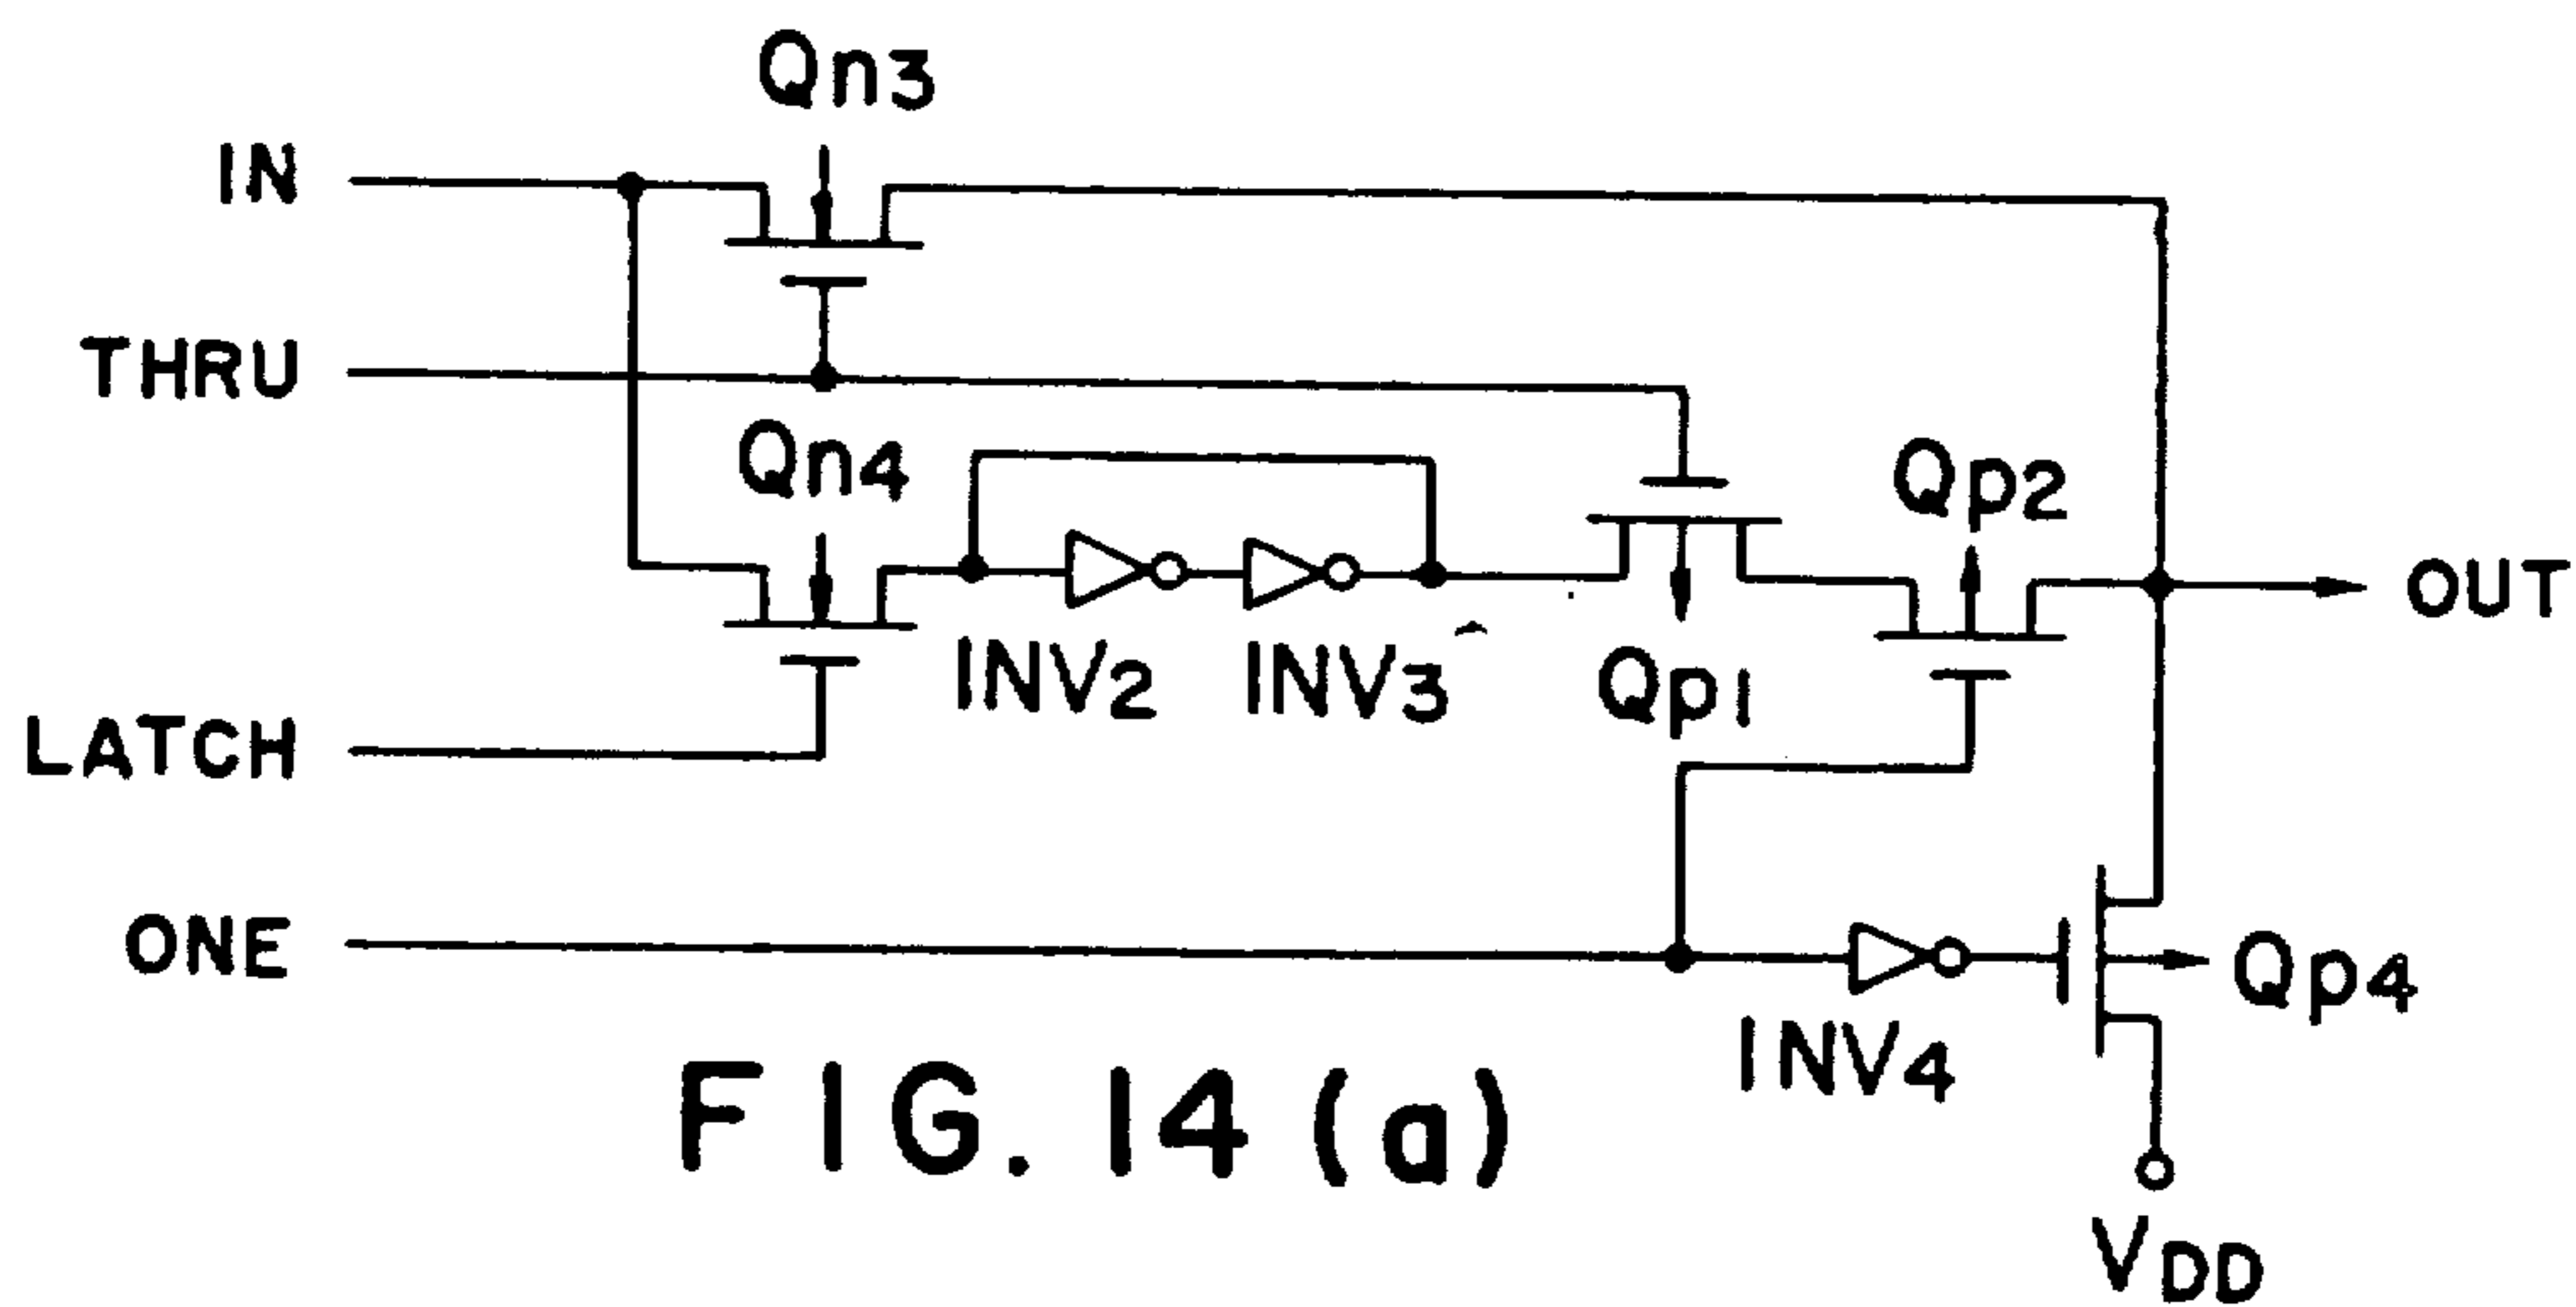 Qn3
IN
THRU
Qn4
Qp2
OUT
INV2
INV3
Qp1
LATCH
ONE
Qp4
INV4
FIG. 14 (a)
VDD